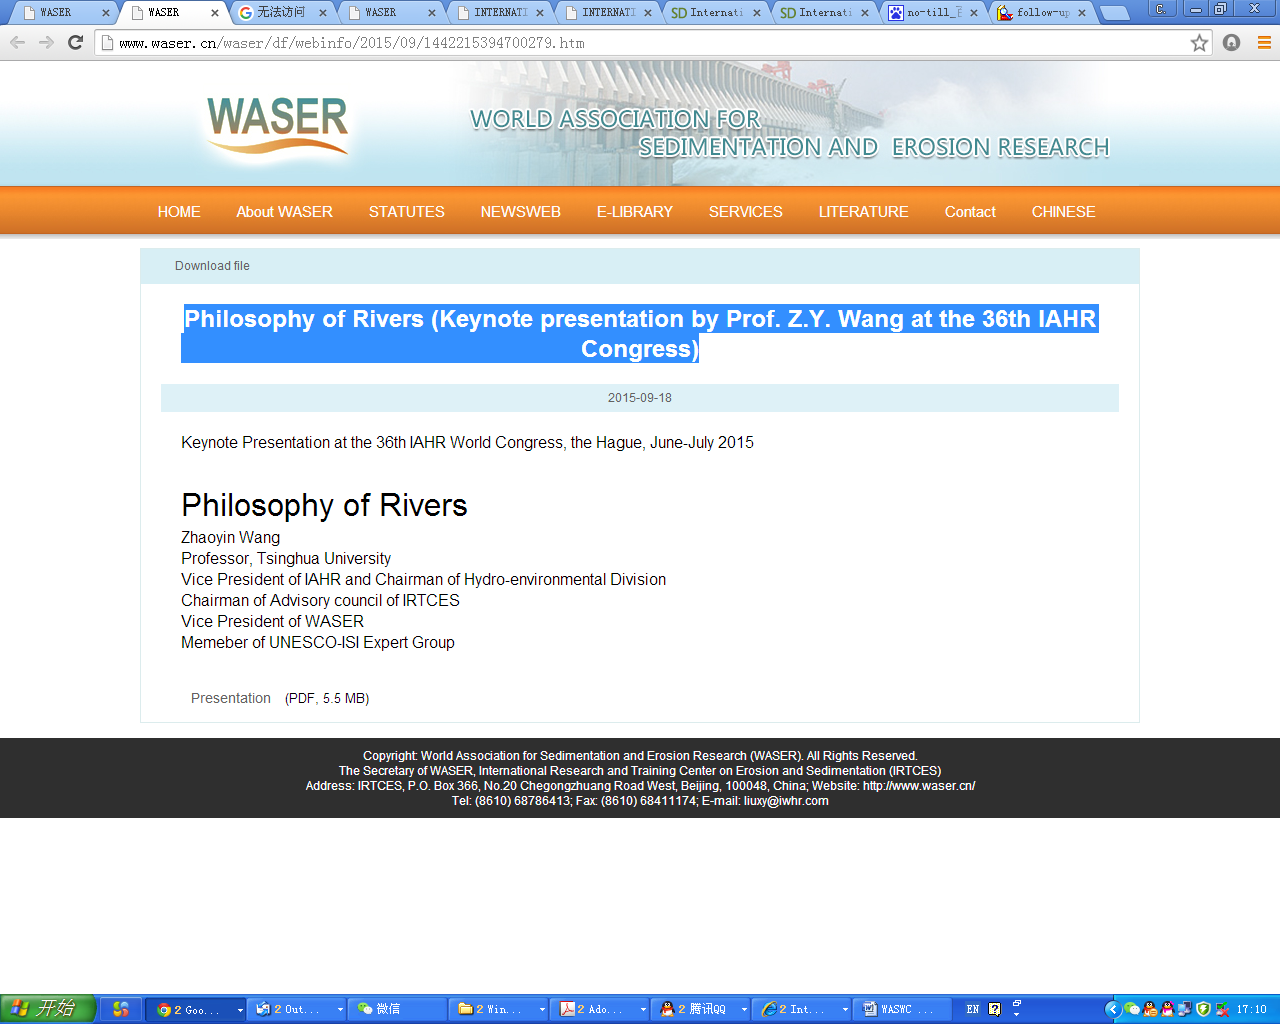 WASER
WASER
无法访问
WASER
INTERNATI
INTERNATI
SD Internati
SD Internati
no-till_
follow-up
C.
www.waser.cn/waser/df/webinfo/2015/09/1442215394700279.htm
WASER
WORLD ASSOCIATION FOR
SEDIMENTATION AND EROSION RESEARCH
HOME
About WASER
STATUTES
NEWSWEB
E-LIBRARY
SERVICES
LITERATURE
Contact
CHINESE
Download file
Philosophy of Rivers (Keynote presentation by Prof. Z.Y. Wang at the 36th IAHR
Congress)
2015-09-18
Keynote Presentation at the 36th IAHR World Congress, the Hague, June-July 2015
Philosophy of Rivers
Zhaoyin Wang
Professor, Tsinghua University
Vice President of IAHR and Chairman of Hydro-environmental Division
Chairman of Advisory council of IRTCES
Vice President of WASER
Memeber of UNESCO-ISI Expert Group
Presentation (PDF, 5.5 MB)
Copyright: World Association for Sedimentation and Erosion Research (WASER). All Rights Reserved.
The Secretary of WASER, International Research and Training Center on Erosion and Sedimentation (IRTCES)
Address: IRTCES, P.O. Box 366, No.20 Chegongzhuang Road West, Beijing, 100048, China; Website: http://www.waser.cn/
Tel: (8610) 68786413; Fax: (8610) 68411174; E-mail: liuxy@iwhr.com
开始
2 Goo...
2 Out...
微信
2 Win...
2 Ado...
2 腾讯QQ
2 Int...
WASWC ...
EN
17:10